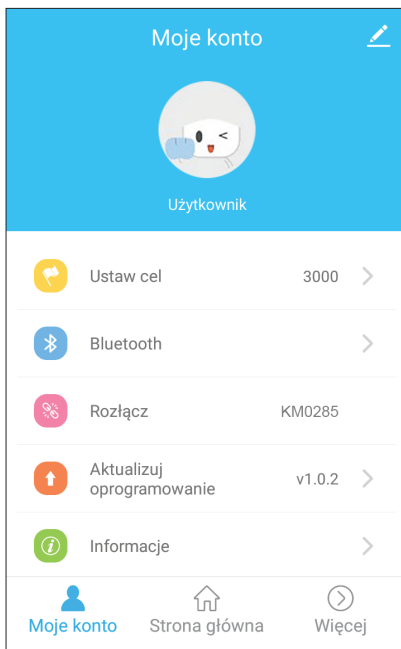 Moje konto
Użytkownik
Ustaw cel 3000
Bluetooth
Rozłącz KM0285
Aktualizuj
oprogramowanie v1.0.2
Informacje
Moje konto Strona główna Więcej